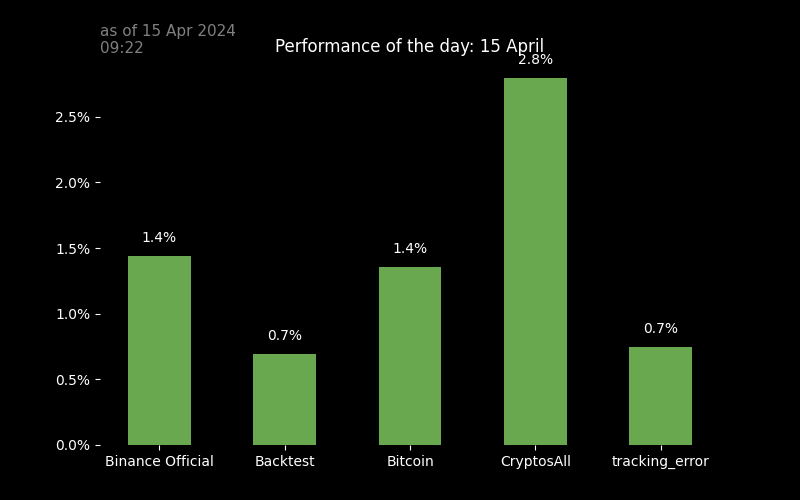 as of 15 Apr 2024
09:22
Performance of the day: 15 April
2.8%
2.5%
2.0%
1.5%
1.0%
0.5%
0.0%
1.4%
0.7%
1.4%
0.7%
Binance Official
Backtest
Bitcoin
CryptosAll
tracking_error